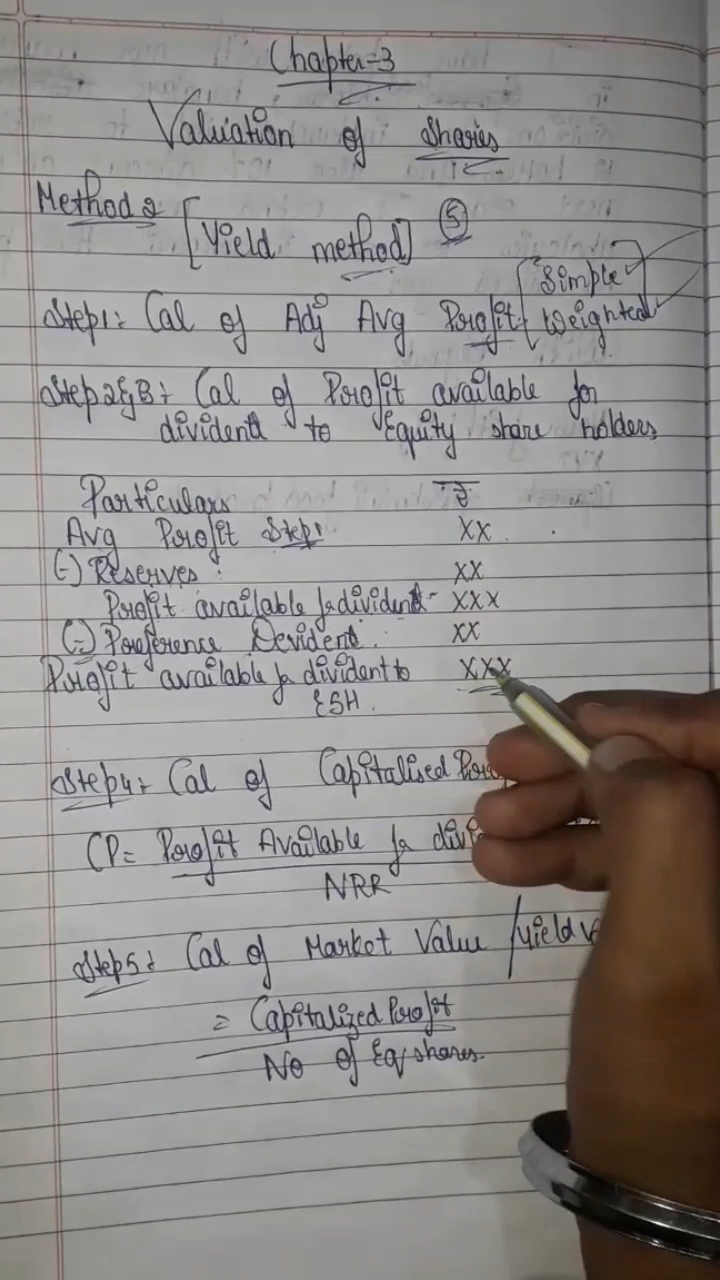 Chapter-3
Valuation of Shares
Method 2 [Yield method] 5
Step1: Cal of Adj Avg Profit [Simple
Weighted]
Step 2&3: Cal of Profit available for
dividend to Equity share holders
Particulars ₹
Avg Profit Step1 XX
(-) Reserves: XX
Profit available for dividend XXX
(-) Preference Devident. XX
Profit available for divident to XXX
ESH.
Step4: Cal of Capitalised
CP= Profit Available for
NRR
Step5: Cal of Market Value / Yield
= Capitalized Profit
No of Eq/shares.